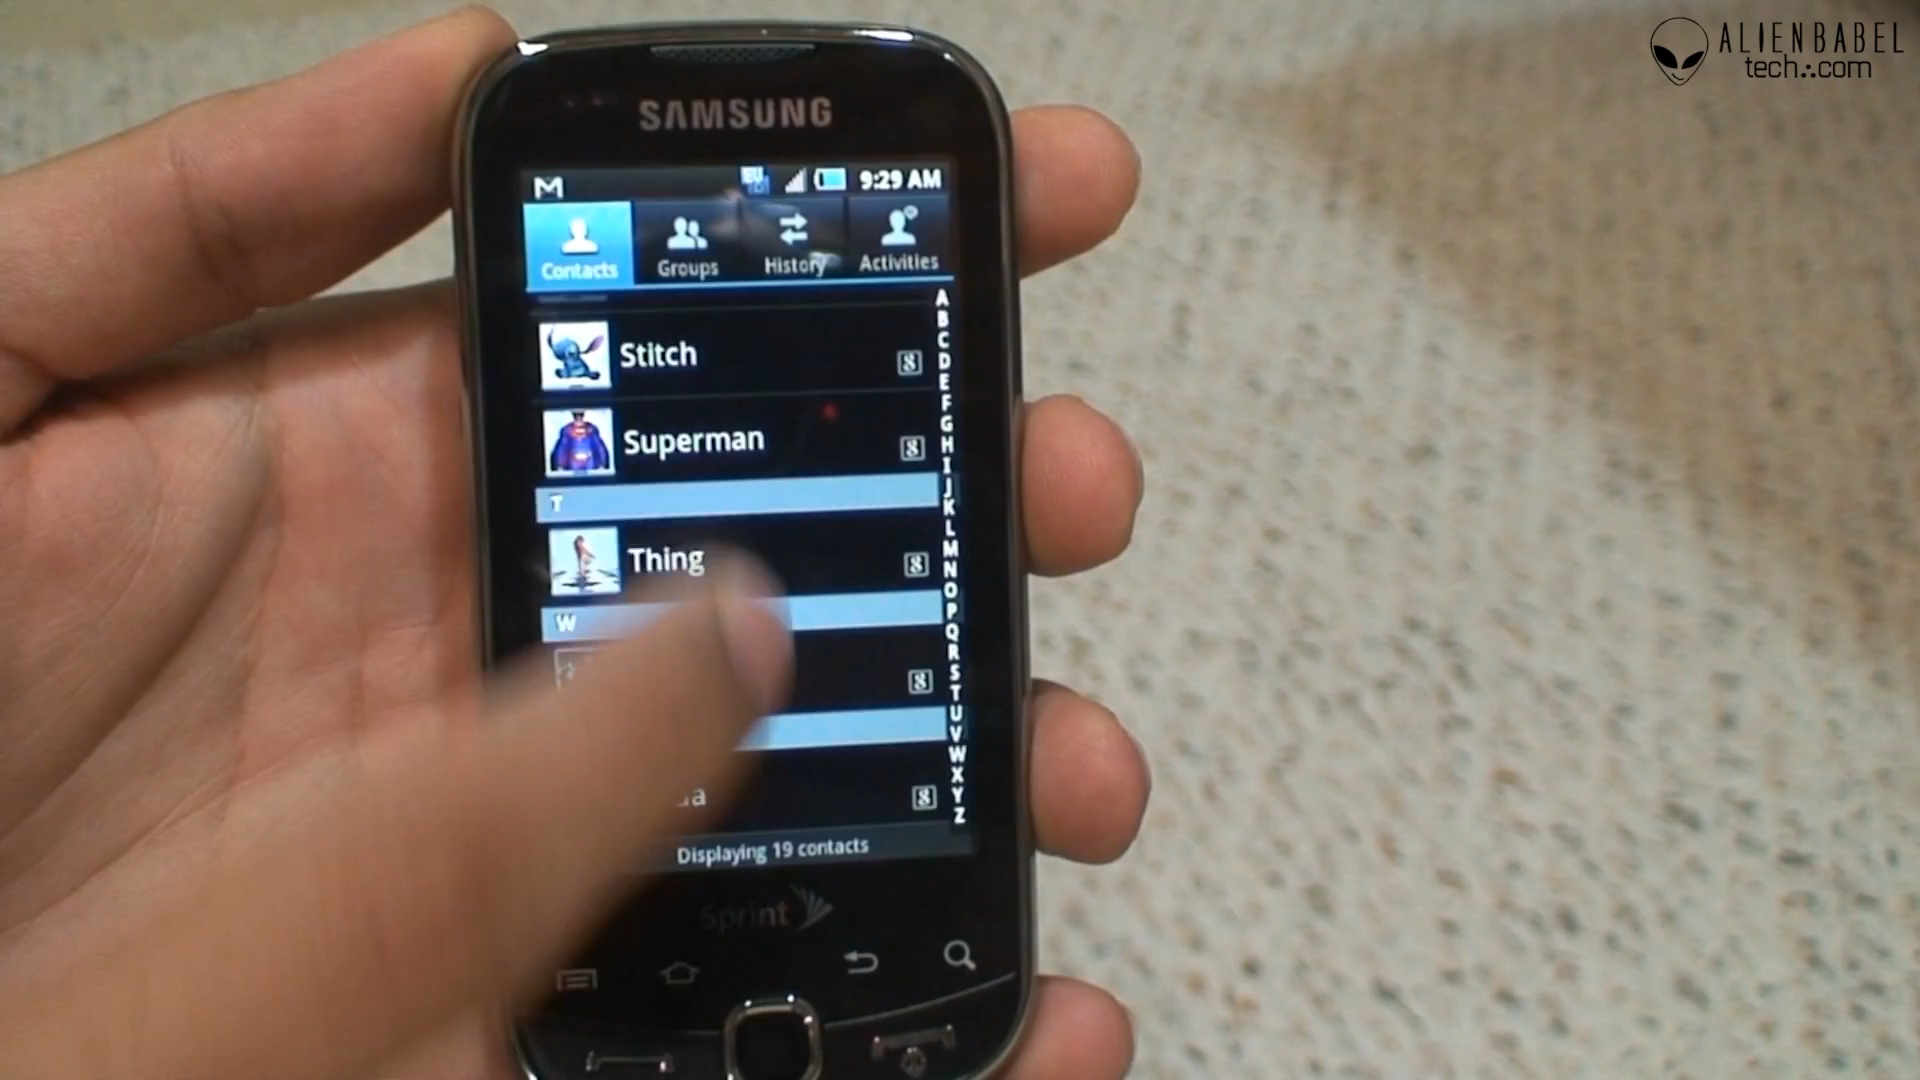 ALIENBABEL
tech.:com
SAMSUNG
9:29 AM
Contacts
Groups
History
Activities
Stitch
Superman
T
Thing
W
A
B
C
D
E
F
G
H
I
J
K
L
M
N
O
P
Q
R
S
T
U
V
W
X
Y
Z
Displaying 19 contacts
Sprint